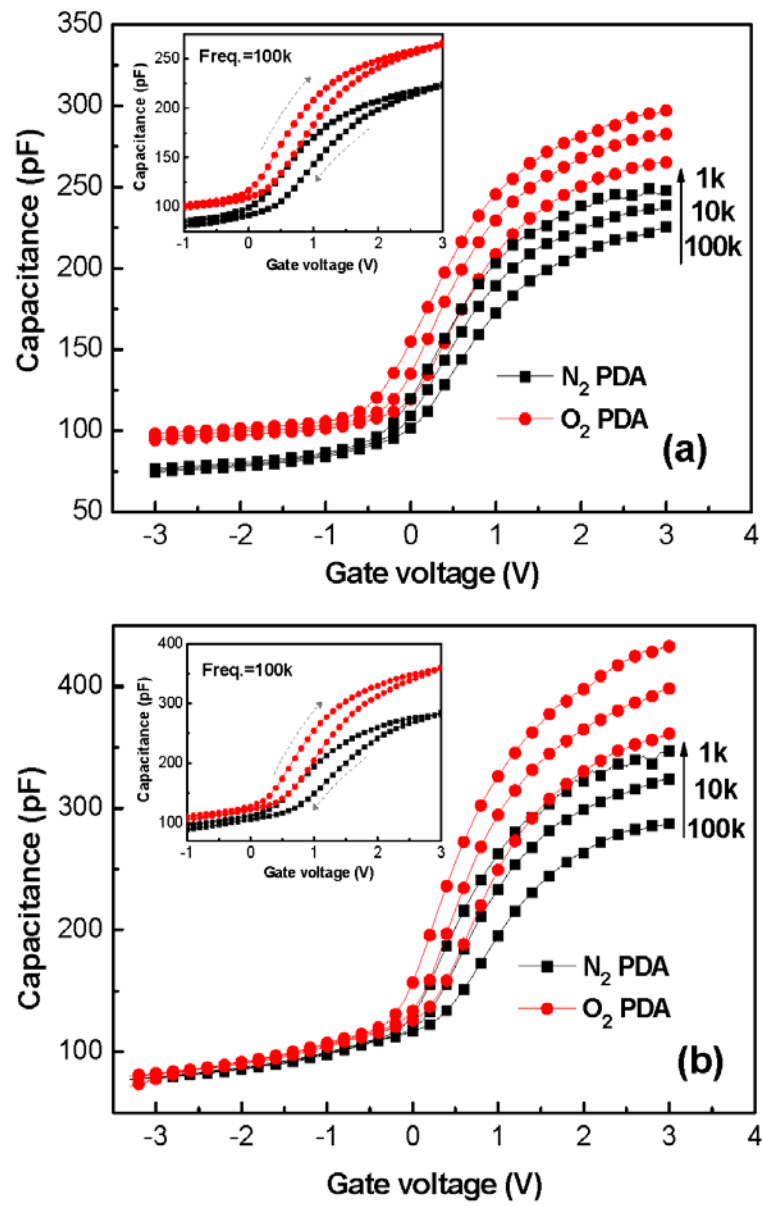 350
300
250
200
150
100
50
Capacitance (pF)
-3 -2 -1 0 1 2 3 4
Gate voltage (V)
Freq.=100k
250
200
150
100
Capacitance (pF)
-1 0 1 2 3
Gate voltage (V)
1k
10k
100k
N2 PDA
O2 PDA
(a)
400
300
200
100
Capacitance (pF)
-3 -2 -1 0 1 2 3 4
Gate voltage (V)
Freq.=100k
400
300
200
100
Capacitance (pF)
-1 0 1 2 3
Gate voltage (V)
1k
10k
100k
N2 PDA
O2 PDA
(b)